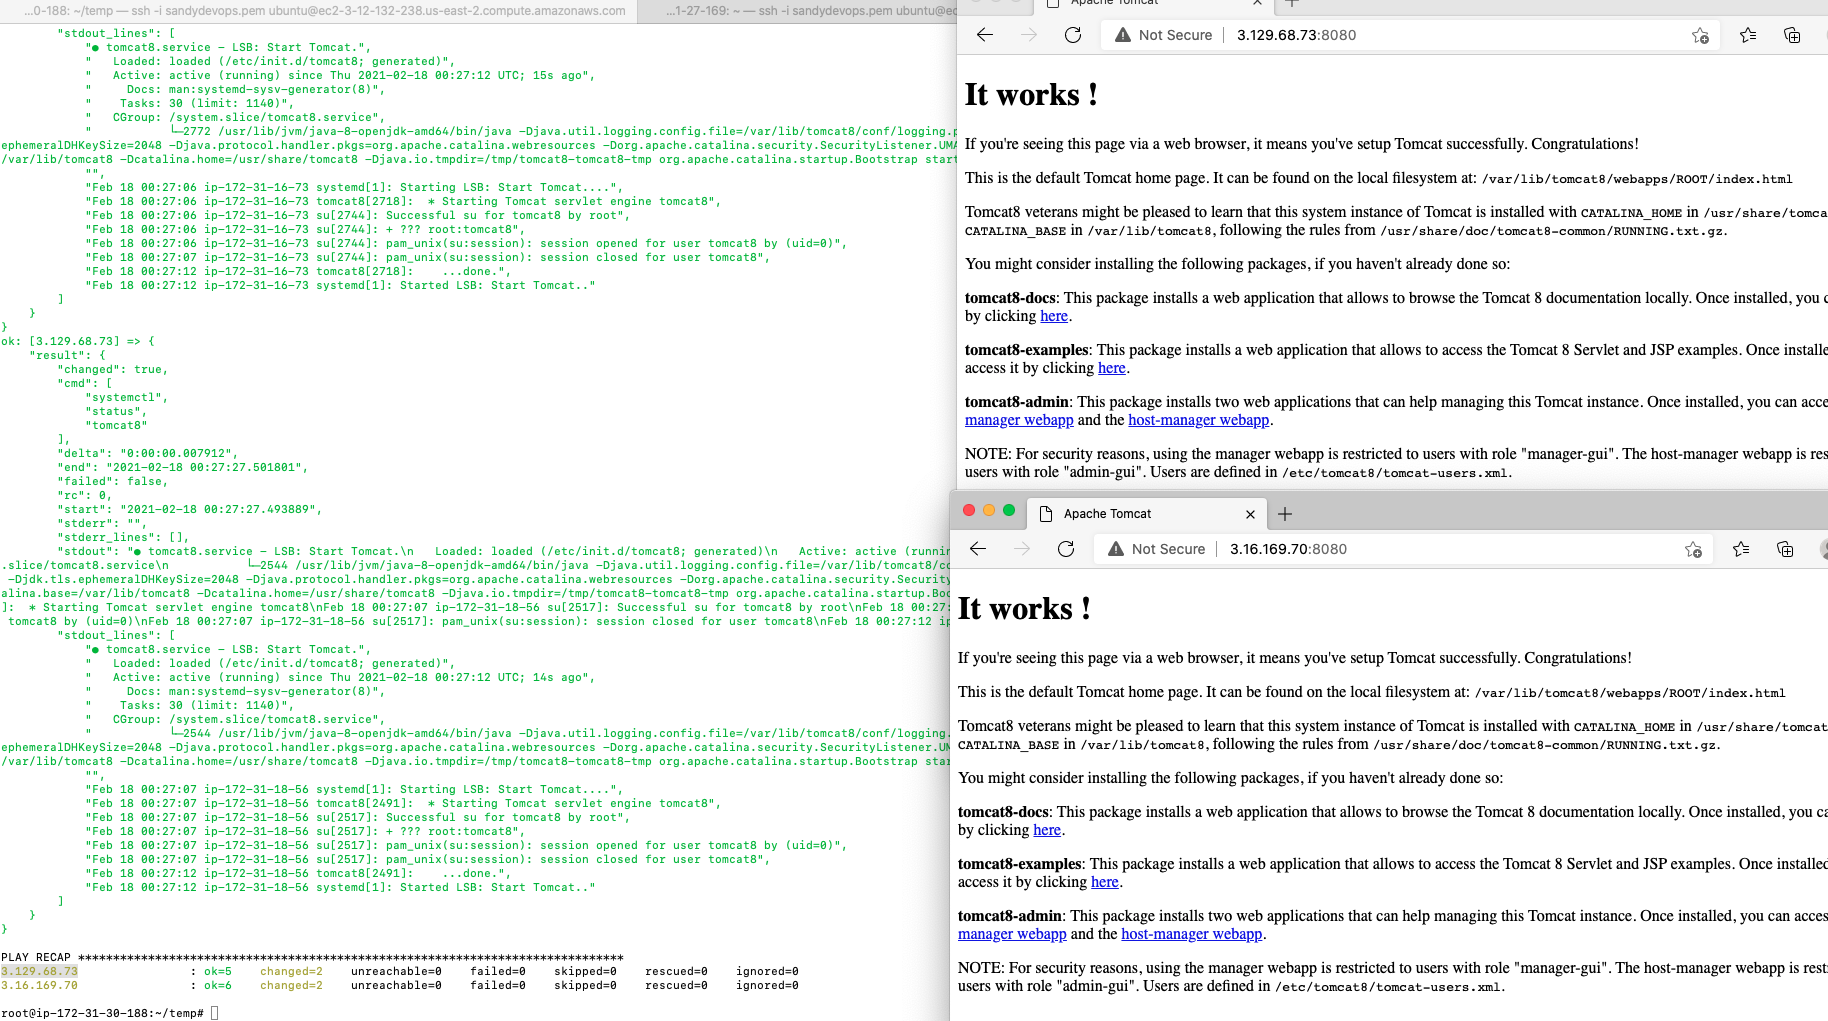 ...0-188: ~/temp — ssh -i sandydevops.pem ubuntu@ec2-3-12-132-238.us-east-2.compute.amazonaws.com
...1-27-169: ~ — ssh -i sandydevops.pem ubuntu@ec
"stdout_lines": [
"● tomcat8.service - LSB: Start Tomcat.",
"   Loaded: loaded (/etc/init.d/tomcat8; generated)",
"   Active: active (running) since Thu 2021-02-18 00:27:12 UTC; 15s ago",
"     Docs: man:systemd-sysv-generator(8)",
"    Tasks: 30 (limit: 1140)",
"   CGroup: /system.slice/tomcat8.service",
"           └─2772 /usr/lib/jvm/java-8-openjdk-amd64/bin/java -Djava.util.logging.config.file=/var/lib/tomcat8/conf/logging.p
ephemeralDHKeySize=2048 -Djava.protocol.handler.pkgs=org.apache.catalina.webresources -Dorg.apache.catalina.security.SecurityListener.UMA
/var/lib/tomcat8 -Dcatalina.home=/usr/share/tomcat8 -Djava.io.tmpdir=/tmp/tomcat8-tomcat8-tmp org.apache.catalina.startup.Bootstrap start
"",
"Feb 18 00:27:06 ip-172-31-16-73 systemd[1]: Starting LSB: Start Tomcat....",
"Feb 18 00:27:06 ip-172-31-16-73 tomcat8[2718]:  * Starting Tomcat servlet engine tomcat8",
"Feb 18 00:27:06 ip-172-31-16-73 su[2744]: Successful su for tomcat8 by root",
"Feb 18 00:27:06 ip-172-31-16-73 su[2744]: + ??? root:tomcat8",
"Feb 18 00:27:06 ip-172-31-16-73 su[2744]: pam_unix(su:session): session opened for user tomcat8 by (uid=0)",
"Feb 18 00:27:07 ip-172-31-16-73 su[2744]: pam_unix(su:session): session closed for user tomcat8",
"Feb 18 00:27:12 ip-172-31-16-73 tomcat8[2718]:    ...done.",
"Feb 18 00:27:12 ip-172-31-16-73 systemd[1]: Started LSB: Start Tomcat.."
]
}
}
ok: [3.129.68.73] => {
"result": {
"changed": true,
"cmd": [
"systemctl",
"status",
"tomcat8"
],
"delta": "0:00:00.007912",
"end": "2021-02-18 00:27:27.501801",
"failed": false,
"rc": 0,
"start": "2021-02-18 00:27:27.493889",
"stderr": "",
"stderr_lines": [],
"stdout": "● tomcat8.service - LSB: Start Tomcat.\n   Loaded: loaded (/etc/init.d/tomcat8; generated)\n   Active: active (runnin
.slice/tomcat8.service\n           └─2544 /usr/lib/jvm/java-8-openjdk-amd64/bin/java -Djava.util.logging.config.file=/var/lib/tomcat8/co
-Djdk.tls.ephemeralDHKeySize=2048 -Djava.protocol.handler.pkgs=org.apache.catalina.webresources -Dorg.apache.catalina.security.Security
alina.base=/var/lib/tomcat8 -Dcatalina.home=/usr/share/tomcat8 -Djava.io.tmpdir=/tmp/tomcat8-tomcat8-tmp org.apache.catalina.startup.Boo
]:  * Starting Tomcat servlet engine tomcat8\nFeb 18 00:27:07 ip-172-31-18-56 su[2517]: Successful su for tomcat8 by root\nFeb 18 00:27:
tomcat8 by (uid=0)\nFeb 18 00:27:07 ip-172-31-18-56 su[2517]: pam_unix(su:session): session closed for user tomcat8\nFeb 18 00:27:12 ip
"stdout_lines": [
"● tomcat8.service - LSB: Start Tomcat.",
"   Loaded: loaded (/etc/init.d/tomcat8; generated)",
"   Active: active (running) since Thu 2021-02-18 00:27:12 UTC; 14s ago",
"     Docs: man:systemd-sysv-generator(8)",
"    Tasks: 30 (limit: 1140)",
"   CGroup: /system.slice/tomcat8.service",
"           └─2544 /usr/lib/jvm/java-8-openjdk-amd64/bin/java -Djava.util.logging.config.file=/var/lib/tomcat8/conf/logging.p
ephemeralDHKeySize=2048 -Djava.protocol.handler.pkgs=org.apache.catalina.webresources -Dorg.apache.catalina.security.SecurityListener.UM
/var/lib/tomcat8 -Dcatalina.home=/usr/share/tomcat8 -Djava.io.tmpdir=/tmp/tomcat8-tomcat8-tmp org.apache.catalina.startup.Bootstrap star
"",
"Feb 18 00:27:07 ip-172-31-18-56 systemd[1]: Starting LSB: Start Tomcat....",
"Feb 18 00:27:07 ip-172-31-18-56 tomcat8[2491]:  * Starting Tomcat servlet engine tomcat8",
"Feb 18 00:27:07 ip-172-31-18-56 su[2517]: Successful su for tomcat8 by root",
"Feb 18 00:27:07 ip-172-31-18-56 su[2517]: + ??? root:tomcat8",
"Feb 18 00:27:07 ip-172-31-18-56 su[2517]: pam_unix(su:session): session opened for user tomcat8 by (uid=0)",
"Feb 18 00:27:07 ip-172-31-18-56 su[2517]: pam_unix(su:session): session closed for user tomcat8",
"Feb 18 00:27:12 ip-172-31-18-56 tomcat8[2491]:    ...done.",
"Feb 18 00:27:12 ip-172-31-18-56 systemd[1]: Started LSB: Start Tomcat.."
]
}
}
PLAY RECAP ******************************************************************************
3.129.68.73                : ok=5    changed=2    unreachable=0    failed=0    skipped=0    rescued=0    ignored=0
3.16.169.70                : ok=6    changed=2    unreachable=0    failed=0    skipped=0    rescued=0    ignored=0
root@ip-172-31-30-188:~/temp#
Apache Tomcat
Not Secure | 3.129.68.73:8080
It works !
If you're seeing this page via a web browser, it means you've setup Tomcat successfully. Congratulations!
This is the default Tomcat home page. It can be found on the local filesystem at: /var/lib/tomcat8/webapps/ROOT/index.html
Tomcat8 veterans might be pleased to learn that this system instance of Tomcat is installed with CATALINA_HOME in /usr/share/tomca
CATALINA_BASE in /var/lib/tomcat8, following the rules from /usr/share/doc/tomcat8-common/RUNNING.txt.gz.
You might consider installing the following packages, if you haven't already done so:
tomcat8-docs: This package installs a web application that allows to browse the Tomcat 8 documentation locally. Once installed, you c
by clicking here.
tomcat8-examples: This package installs a web application that allows to access the Tomcat 8 Servlet and JSP examples. Once installe
access it by clicking here.
tomcat8-admin: This package installs two web applications that can help managing this Tomcat instance. Once installed, you can acce
manager webapp and the host-manager webapp.
NOTE: For security reasons, using the manager webapp is restricted to users with role "manager-gui". The host-manager webapp is res
users with role "admin-gui". Users are defined in /etc/tomcat8/tomcat-users.xml.
Apache Tomcat
Not Secure | 3.16.169.70:8080
It works !
If you're seeing this page via a web browser, it means you've setup Tomcat successfully. Congratulations!
This is the default Tomcat home page. It can be found on the local filesystem at: /var/lib/tomcat8/webapps/ROOT/index.html
Tomcat8 veterans might be pleased to learn that this system instance of Tomcat is installed with CATALINA_HOME in /usr/share/tomcat
CATALINA_BASE in /var/lib/tomcat8, following the rules from /usr/share/doc/tomcat8-common/RUNNING.txt.gz.
You might consider installing the following packages, if you haven't already done so:
tomcat8-docs: This package installs a web application that allows to browse the Tomcat 8 documentation locally. Once installed, you ca
by clicking here.
tomcat8-examples: This package installs a web application that allows to access the Tomcat 8 Servlet and JSP examples. Once installed
access it by clicking here.
tomcat8-admin: This package installs two web applications that can help managing this Tomcat instance. Once installed, you can acces
manager webapp and the host-manager webapp.
NOTE: For security reasons, using the manager webapp is restricted to users with role "manager-gui". The host-manager webapp is restr
users with role "admin-gui". Users are defined in /etc/tomcat8/tomcat-users.xml.